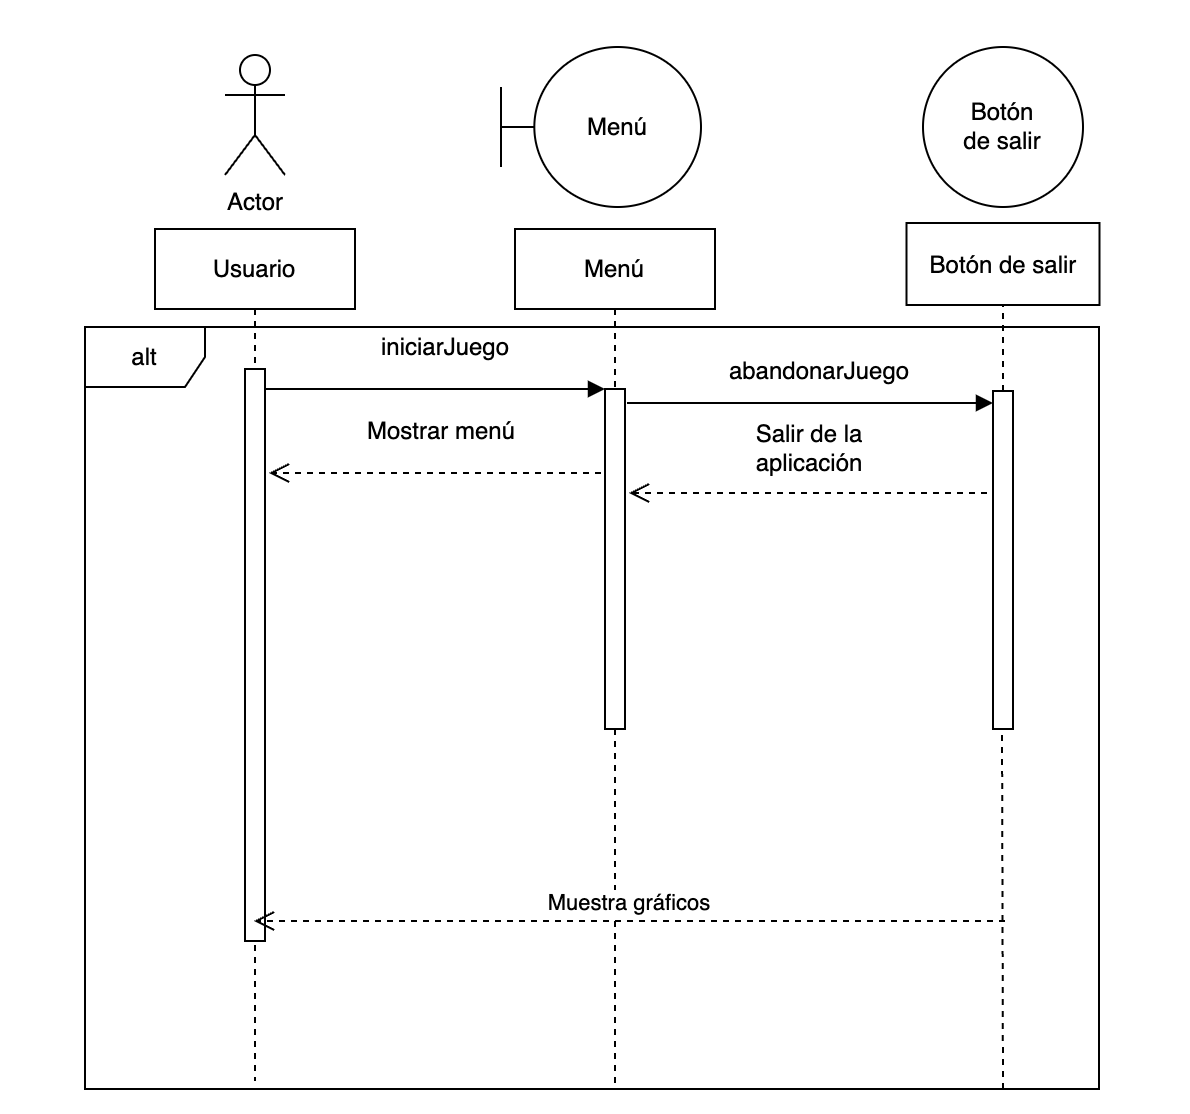 Menú
Botón
de salir
Actor
Usuario
Menú
Botón de salir
alt
iniciarJuego
abandonarJuego
Mostrar menú
Salir de la
aplicación
Muestra gráficos